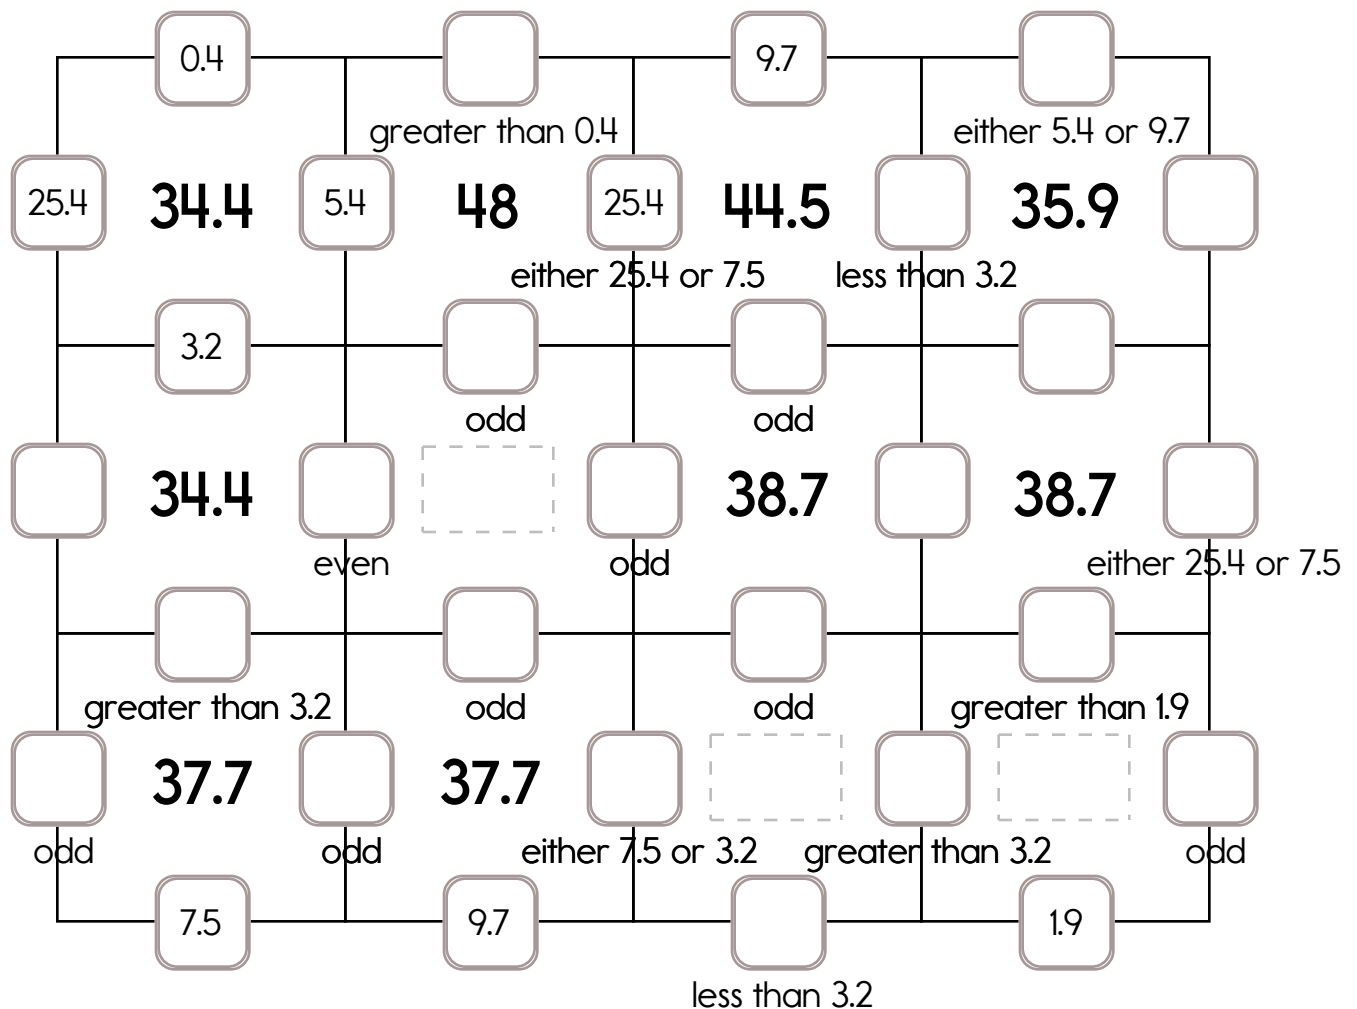 0.4 9.7
greater than 0.4 either 5.4 or 9.7
25.4 34.4 5.4 48 25.4 44.5 35.9
either 25.4 or 7.5 less than 3.2
3.2
odd odd
34.4 38.7 38.7
even odd either 25.4 or 7.5
greater than 3.2 odd odd greater than 1.9
37.7 37.7
odd odd either 7.5 or 3.2 greater than 3.2 odd
7.5 9.7 1.9
less than 3.2